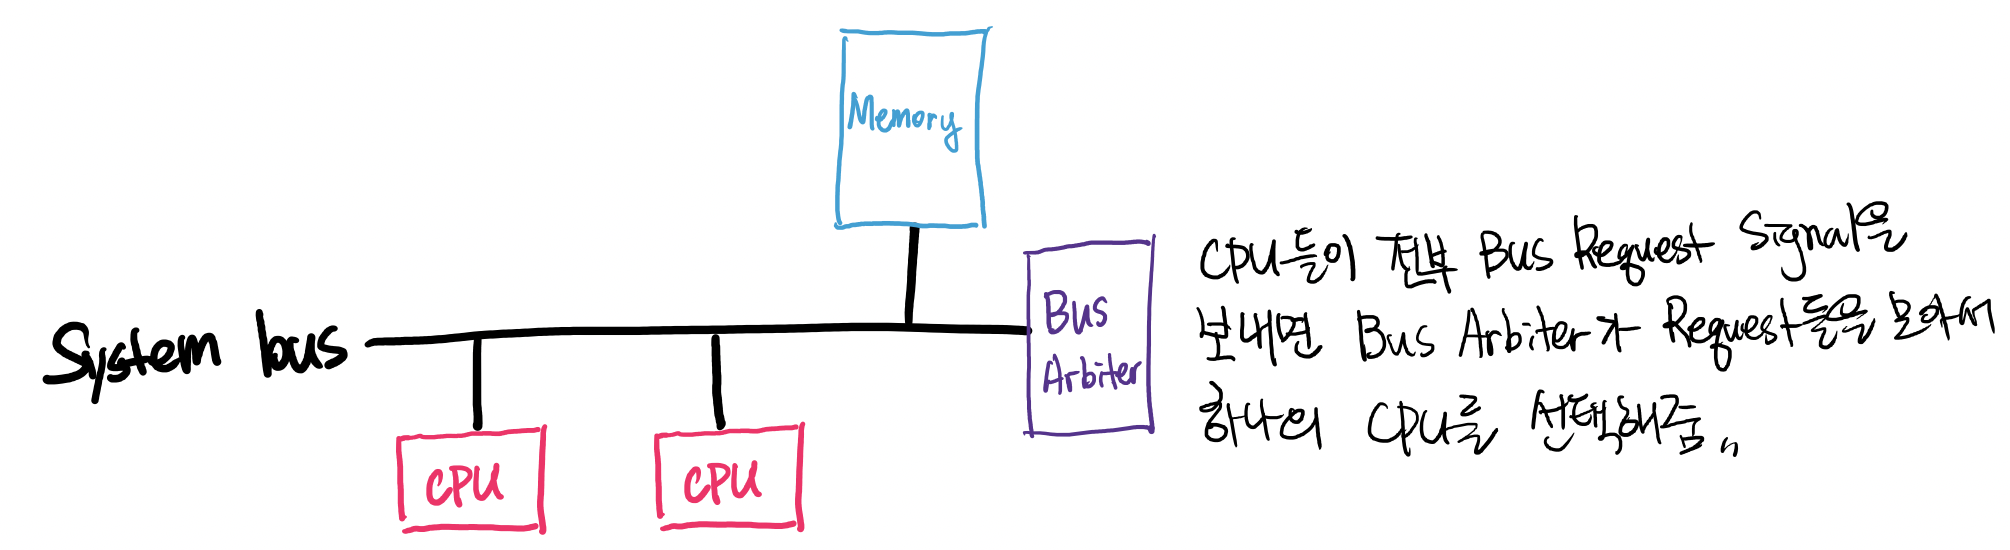 Memory
System bus
Bus
Arbiter
CPU
CPU
CPU들이 전부 Bus Request Signal을
보내면 Bus Arbiter가 Request들을 모아서
하나의 CPU를 선택해줌,,